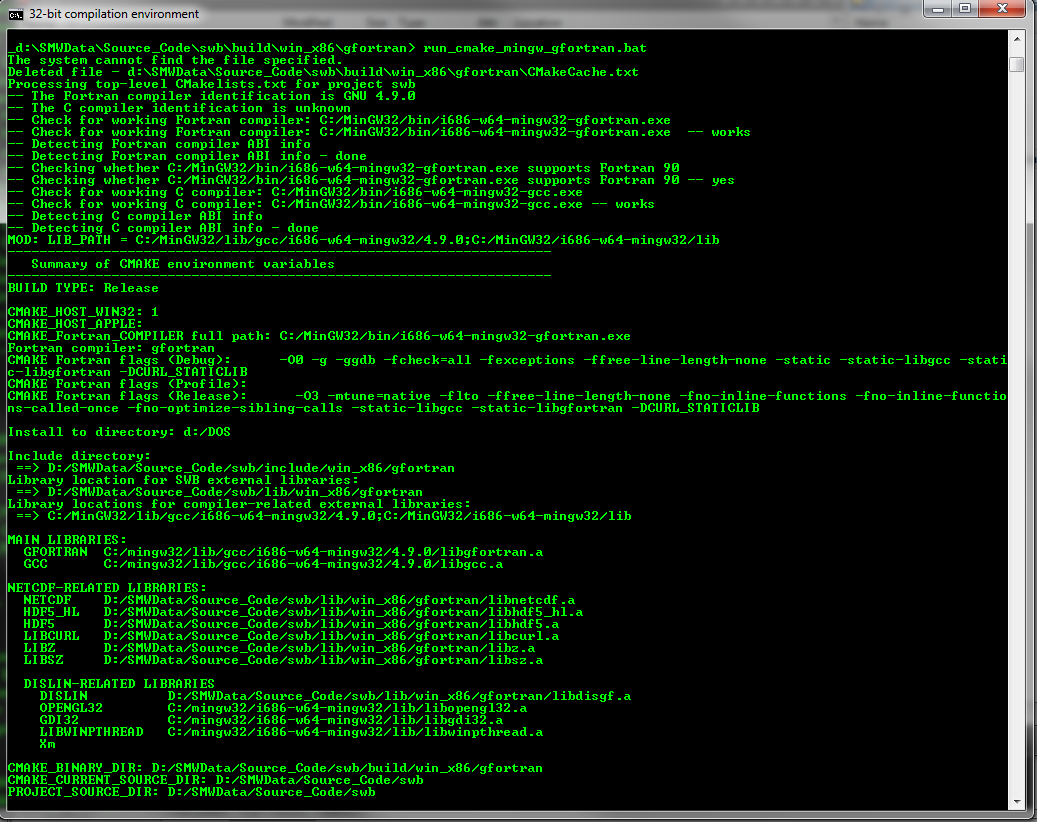 32-bit compilation environment
_d:\SMWData\Source_Code\swb\build\win_x86\gfortran> run_cmake_mingw_gfortran.bat
The system cannot find the file specified.
Deleted file - d:\SMWData\Source_Code\swb\build\win_x86\gfortran\CMakeCache.txt
Processing top-level CMakelists.txt for project swb
-- The Fortran compiler identification is GNU 4.9.0
-- The C compiler identification is unknown
-- Check for working Fortran compiler: C:/MinGW32/bin/i686-w64-mingw32-gfortran.exe
-- Check for working Fortran compiler: C:/MinGW32/bin/i686-w64-mingw32-gfortran.exe  -- works
-- Detecting Fortran compiler ABI info
-- Detecting Fortran compiler ABI info - done
-- Checking whether C:/MinGW32/bin/i686-w64-mingw32-gfortran.exe supports Fortran 90
-- Checking whether C:/MinGW32/bin/i686-w64-mingw32-gfortran.exe supports Fortran 90 -- yes
-- Check for working C compiler: C:/MinGW32/bin/i686-w64-mingw32-gcc.exe
-- Check for working C compiler: C:/MinGW32/bin/i686-w64-mingw32-gcc.exe -- works
-- Detecting C compiler ABI info
-- Detecting C compiler ABI info - done
MOD: LIB_PATH = C:/MinGW32/lib/gcc/i686-w64-mingw32/4.9.0;C:/MinGW32/i686-w64-mingw32/lib
--------------------------------------------------------------------
   Summary of CMAKE environment variables
--------------------------------------------------------------------
BUILD TYPE: Release
CMAKE_HOST_WIN32: 1
CMAKE_HOST_APPLE:
CMAKE_Fortran_COMPILER full path: C:/MinGW32/bin/i686-w64-mingw32-gfortran.exe
Fortran compiler: gfortran
CMAKE Fortran flags (Debug):      -O0 -g -ggdb -fcheck=all -fexceptions -ffree-line-length-none -static -static-libgcc -stati
c-libgfortran -DCURL_STATICLIB
CMAKE Fortran flags (Profile):
CMAKE Fortran flags (Release):      -O3 -mtune=native -flto -ffree-line-length-none -fno-inline-functions -fno-inline-functio
ns-called-once -fno-optimize-sibling-calls -static-libgcc -static-libgfortran -DCURL_STATICLIB
Install to directory: d:/DOS
Include directory:
 ==> D:/SMWData/Source_Code/swb/include/win_x86/gfortran
Library location for SWB external libraries:
 ==> D:/SMWData/Source_Code/swb/lib/win_x86/gfortran
Library locations for compiler-related external libraries:
 ==> C:/MinGW32/lib/gcc/i686-w64-mingw32/4.9.0;C:/MinGW32/i686-w64-mingw32/lib
MAIN LIBRARIES:
  GFORTRAN  C:/mingw32/lib/gcc/i686-w64-mingw32/4.9.0/libgfortran.a
  GCC       C:/mingw32/lib/gcc/i686-w64-mingw32/4.9.0/libgcc.a
NETCDF-RELATED LIBRARIES:
  NETCDF    D:/SMWData/Source_Code/swb/lib/win_x86/gfortran/libnetcdf.a
  HDF5_HL   D:/SMWData/Source_Code/swb/lib/win_x86/gfortran/libhdf5_hl.a
  HDF5      D:/SMWData/Source_Code/swb/lib/win_x86/gfortran/libhdf5.a
  LIBCURL   D:/SMWData/Source_Code/swb/lib/win_x86/gfortran/libcurl.a
  LIBZ      D:/SMWData/Source_Code/swb/lib/win_x86/gfortran/libz.a
  LIBSZ     D:/SMWData/Source_Code/swb/lib/win_x86/gfortran/libsz.a
  DISLIN-RELATED LIBRARIES
    DISLIN          D:/SMWData/Source_Code/swb/lib/win_x86/gfortran/libdisgf.a
    OPENGL32        C:/mingw32/i686-w64-mingw32/lib/libopengl32.a
    GDI32           C:/mingw32/i686-w64-mingw32/lib/libgdi32.a
    LIBWINPTHREAD   C:/mingw32/i686-w64-mingw32/lib/libwinpthread.a
    Xm
CMAKE_BINARY_DIR: D:/SMWData/Source_Code/swb/build/win_x86/gfortran
CMAKE_CURRENT_SOURCE_DIR: D:/SMWData/Source_Code/swb
PROJECT_SOURCE_DIR: D:/SMWData/Source_Code/swb